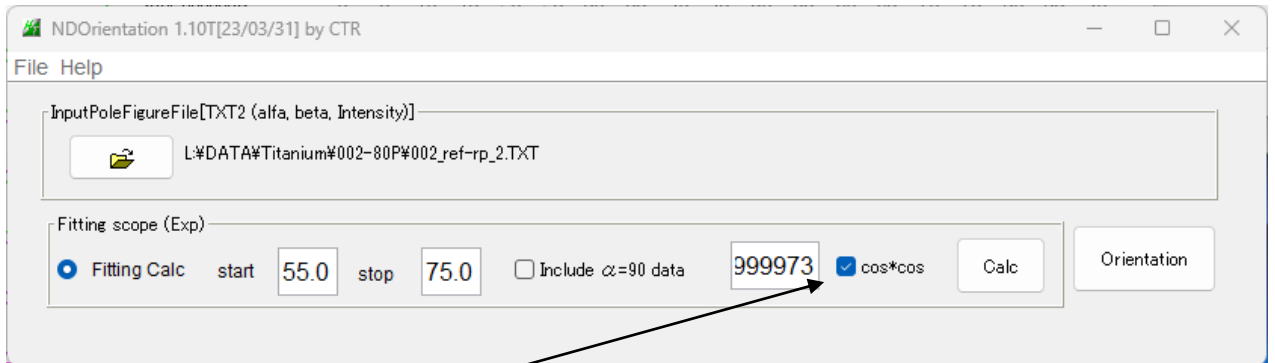 NDOrientation 1.10T[23/03/31] by CTR
File Help
InputPoleFigureFile[TXT2 (alfa, beta, Intensity)]
L:¥DATA¥Titanium¥002-80P¥002_ref-rp_2.TXT
Fitting scope (Exp)
Fitting Calc start 55.0 stop 75.0 Include α=90 data 999973 cos*cos Calc Orientation